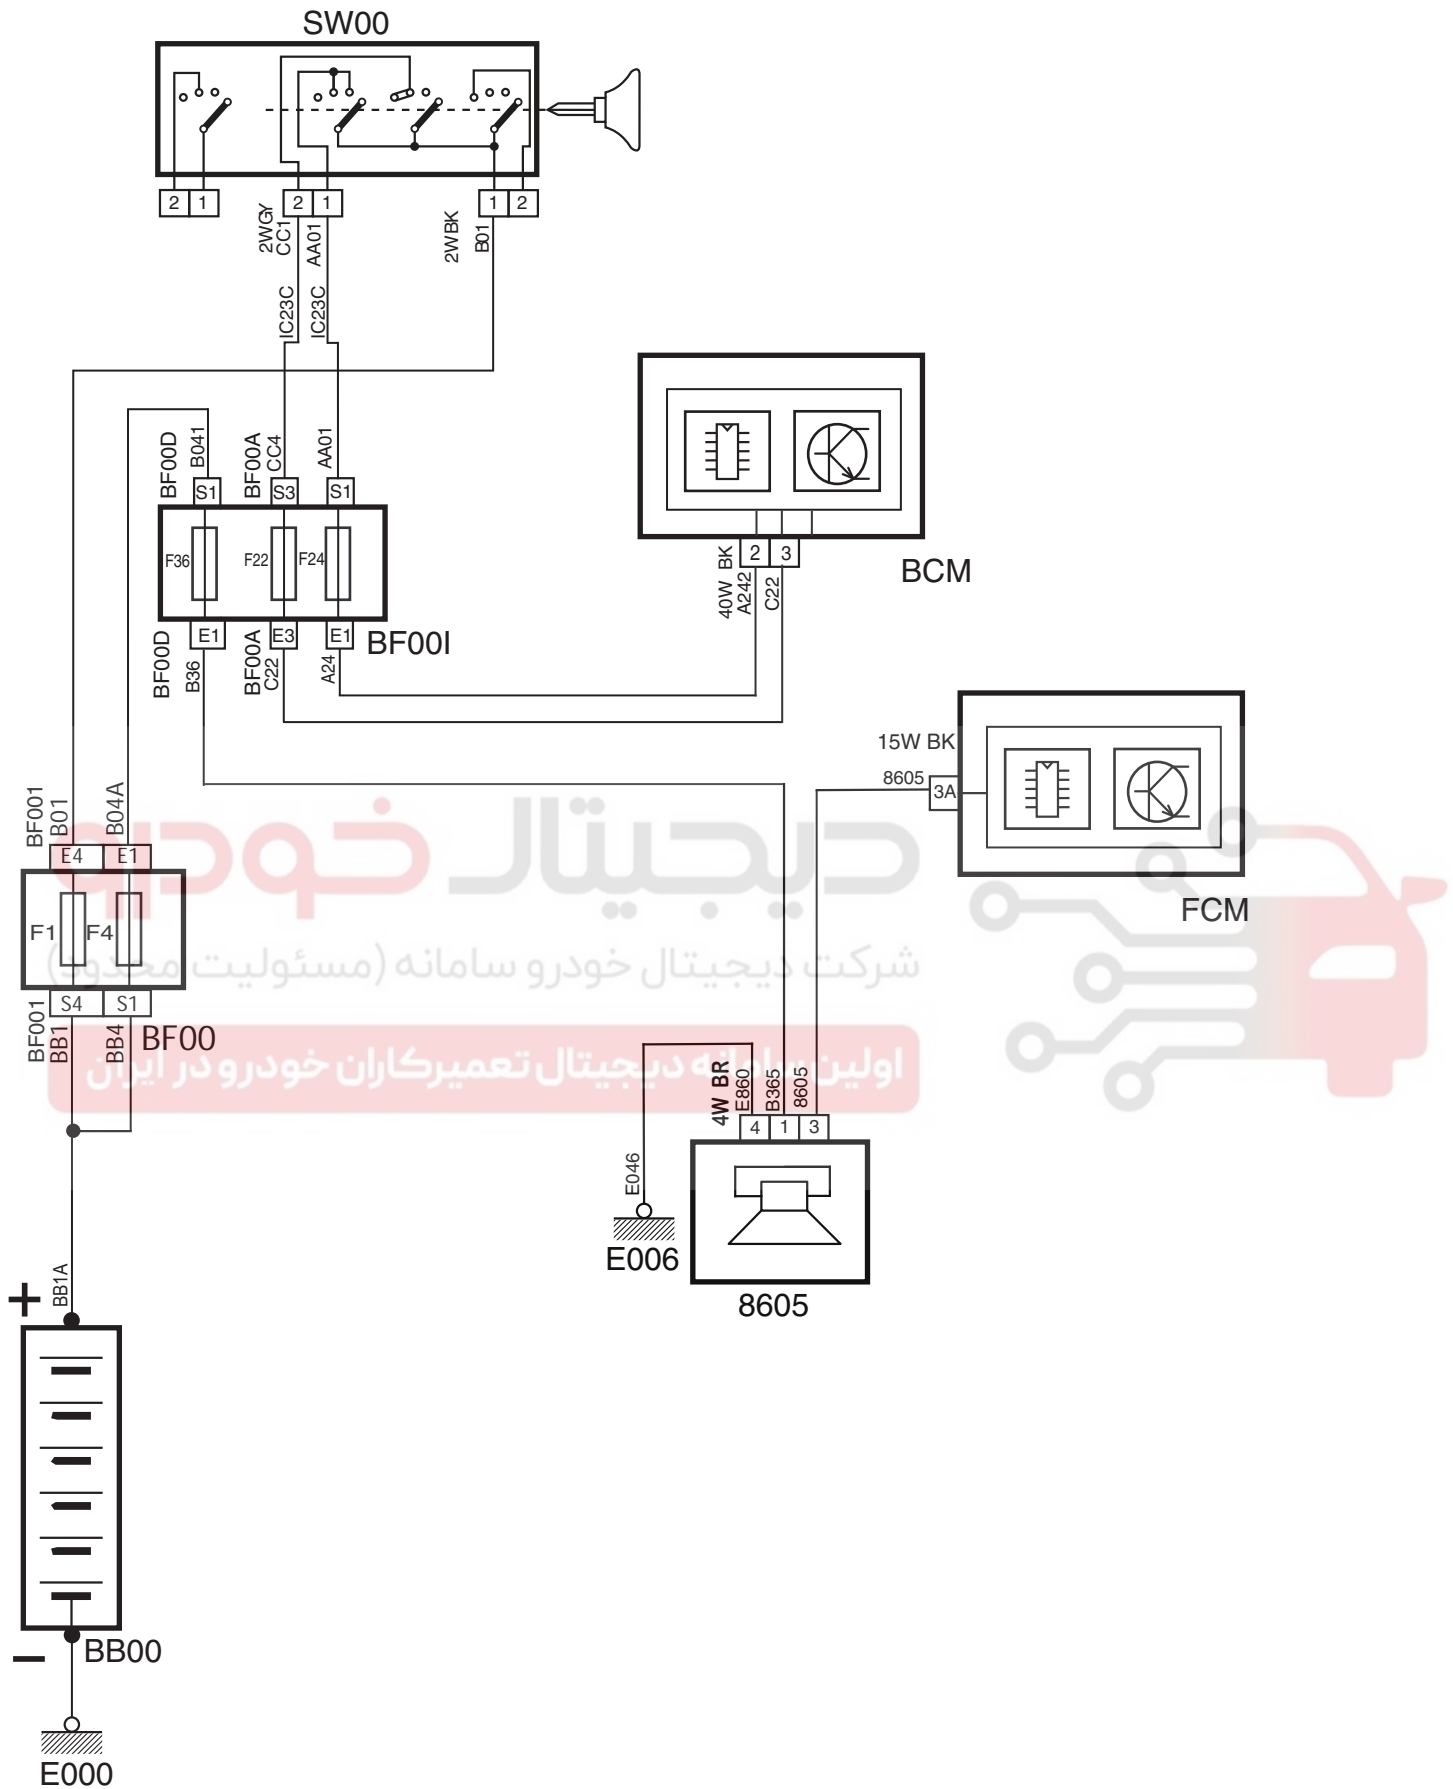 SW00
2 1 2 1 1 2
2WGY
CC1
AA01
2WBK
B01
IC23C
IC23C
BF00D
B041
BF00A
CC4
AA01
S1 S3 S1
F36 F22 F24
E1 E3 E1
BF00I
BF00D
B36
BF00A
C22
A24
2 3
BCM
40W BK
A242
C22
15W BK
8605
3A
FCM
BF001
B01
B04A
E4 E1
F1 F4
S4 S1
BF001
BB1
BB4
BF00
دیجیتال خودرو
شرکت دیجیتال خودرو سامانه (مسئولیت محدود)
اولین سامانه دیجیتال تعمیرکاران خودرو در ایران
4W BR
E860
B365
8605
4 1 3
E046
E006
8605
BB1A
+
−
BB00
E000